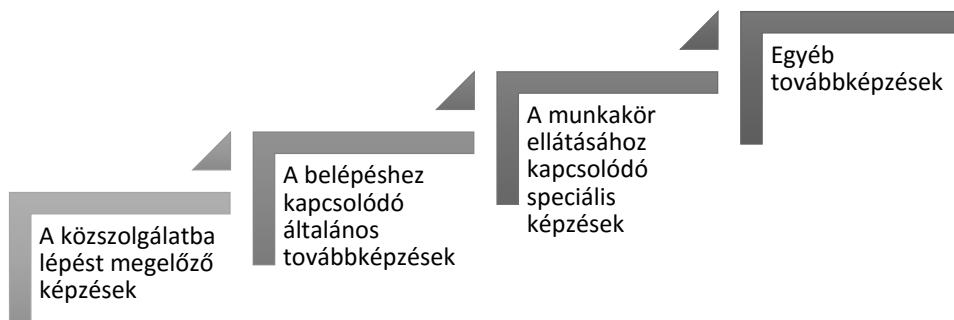 A közszolgálatba
lépést megelőző
képzések
A belépéshez
kapcsolódó
általános
továbbképzések
A munkakör
ellátásához
kapcsolódó
speciális
képzések
Egyéb
továbbképzések